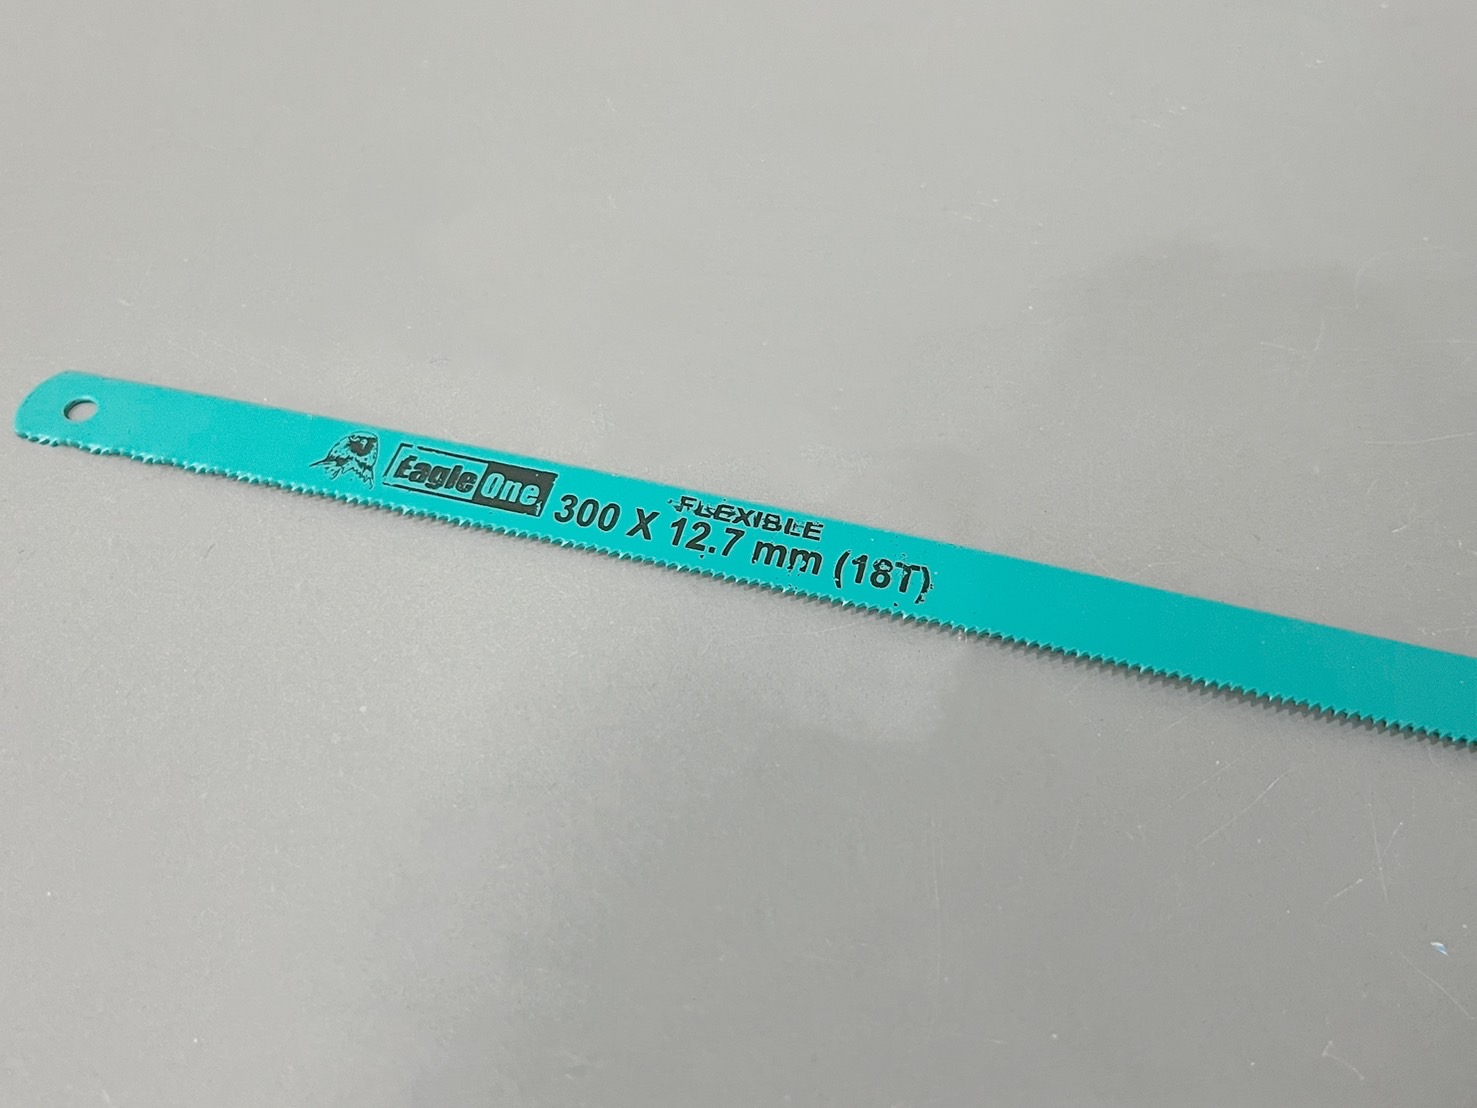 Eagle One
FLEXIBLE
300 X 12.7 mm (18T)